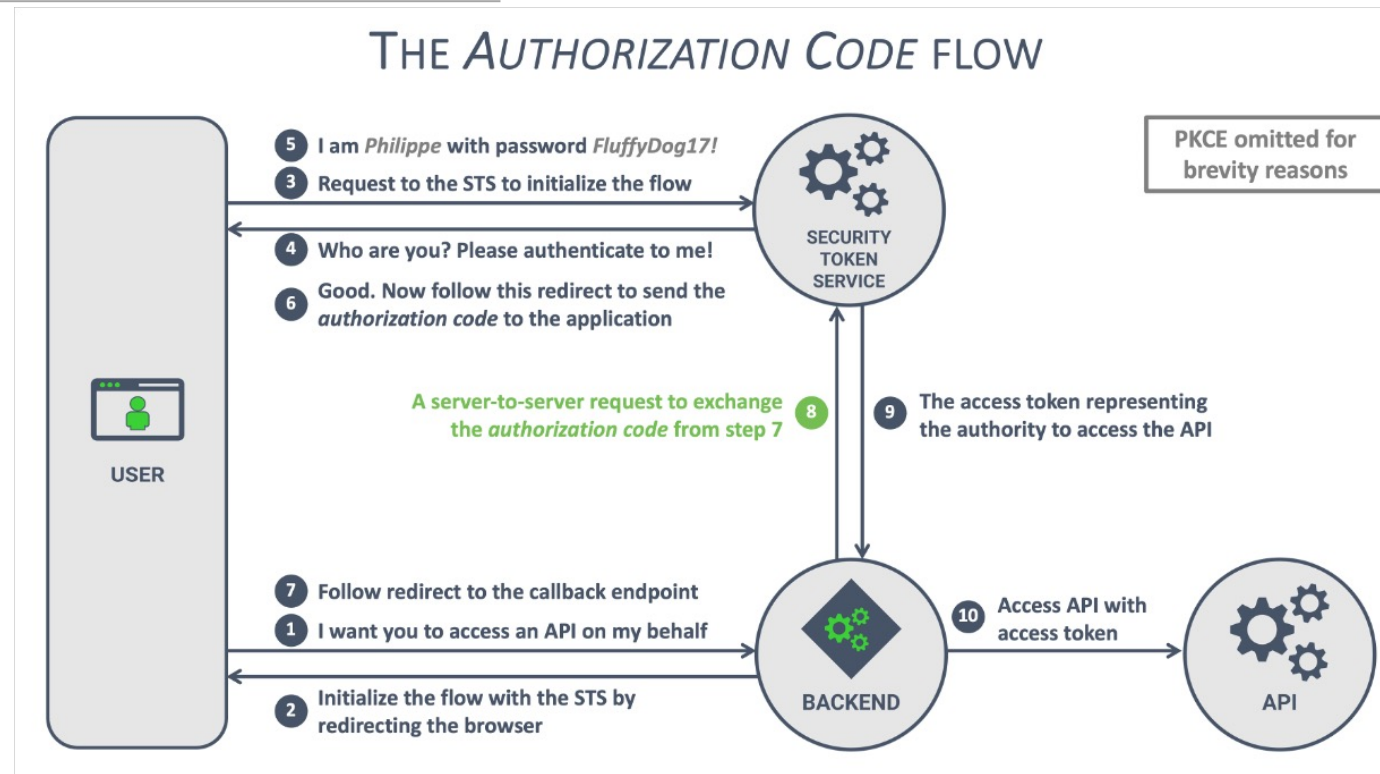 THE AUTHORIZATION CODE FLOW
PKCE omitted for
brevity reasons
5 I am Philippe with password FluffyDog17!
3 Request to the STS to initialize the flow
4 Who are you? Please authenticate to me!
6 Good. Now follow this redirect to send the
authorization code to the application
SECURITY
TOKEN
SERVICE
USER
A server-to-server request to exchange
the authorization code from step 7
8
9 The access token representing
the authority to access the API
7 Follow redirect to the callback endpoint
1 I want you to access an API on my behalf
2 Initialize the flow with the STS by
redirecting the browser
BACKEND
10 Access API with
access token
API